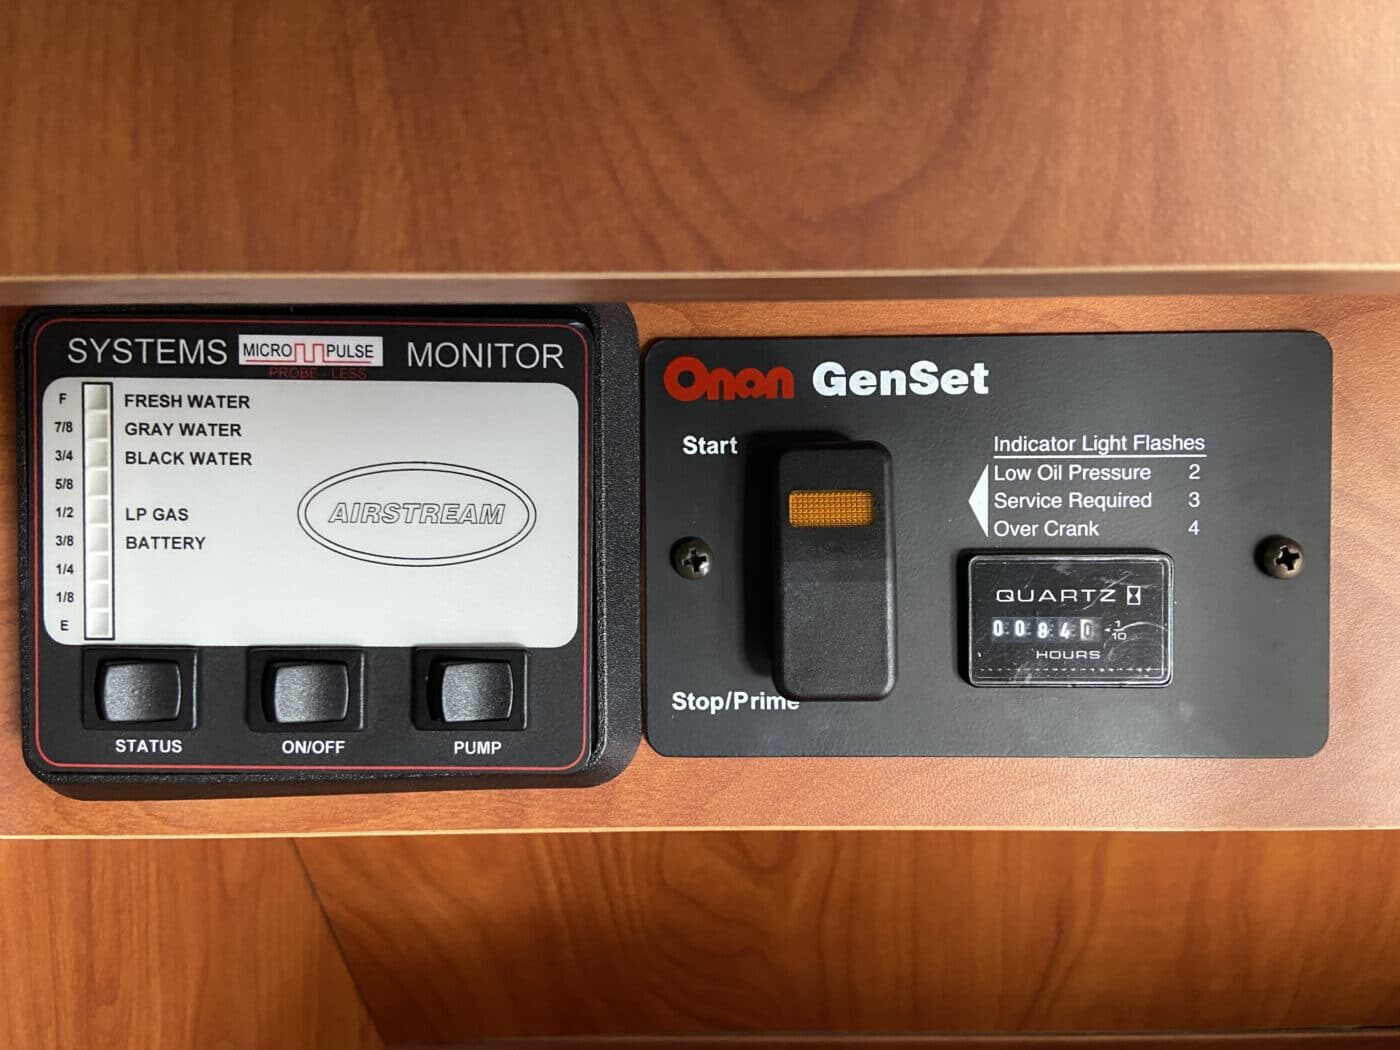 SYSTEMS MICRO PULSE MONITOR
PROBE - LESS
F FRESH WATER
7/8 GRAY WATER
3/4 BLACK WATER
5/8
1/2 LP GAS
3/8 BATTERY
1/4
1/8
E
AIRSTREAM
STATUS ON/OFF PUMP
Onan GenSet
Start
Stop/Prime
Indicator Light Flashes
Low Oil Pressure 2
Service Required 3
Over Crank 4
QUARTZ
00840 1/10
HOURS